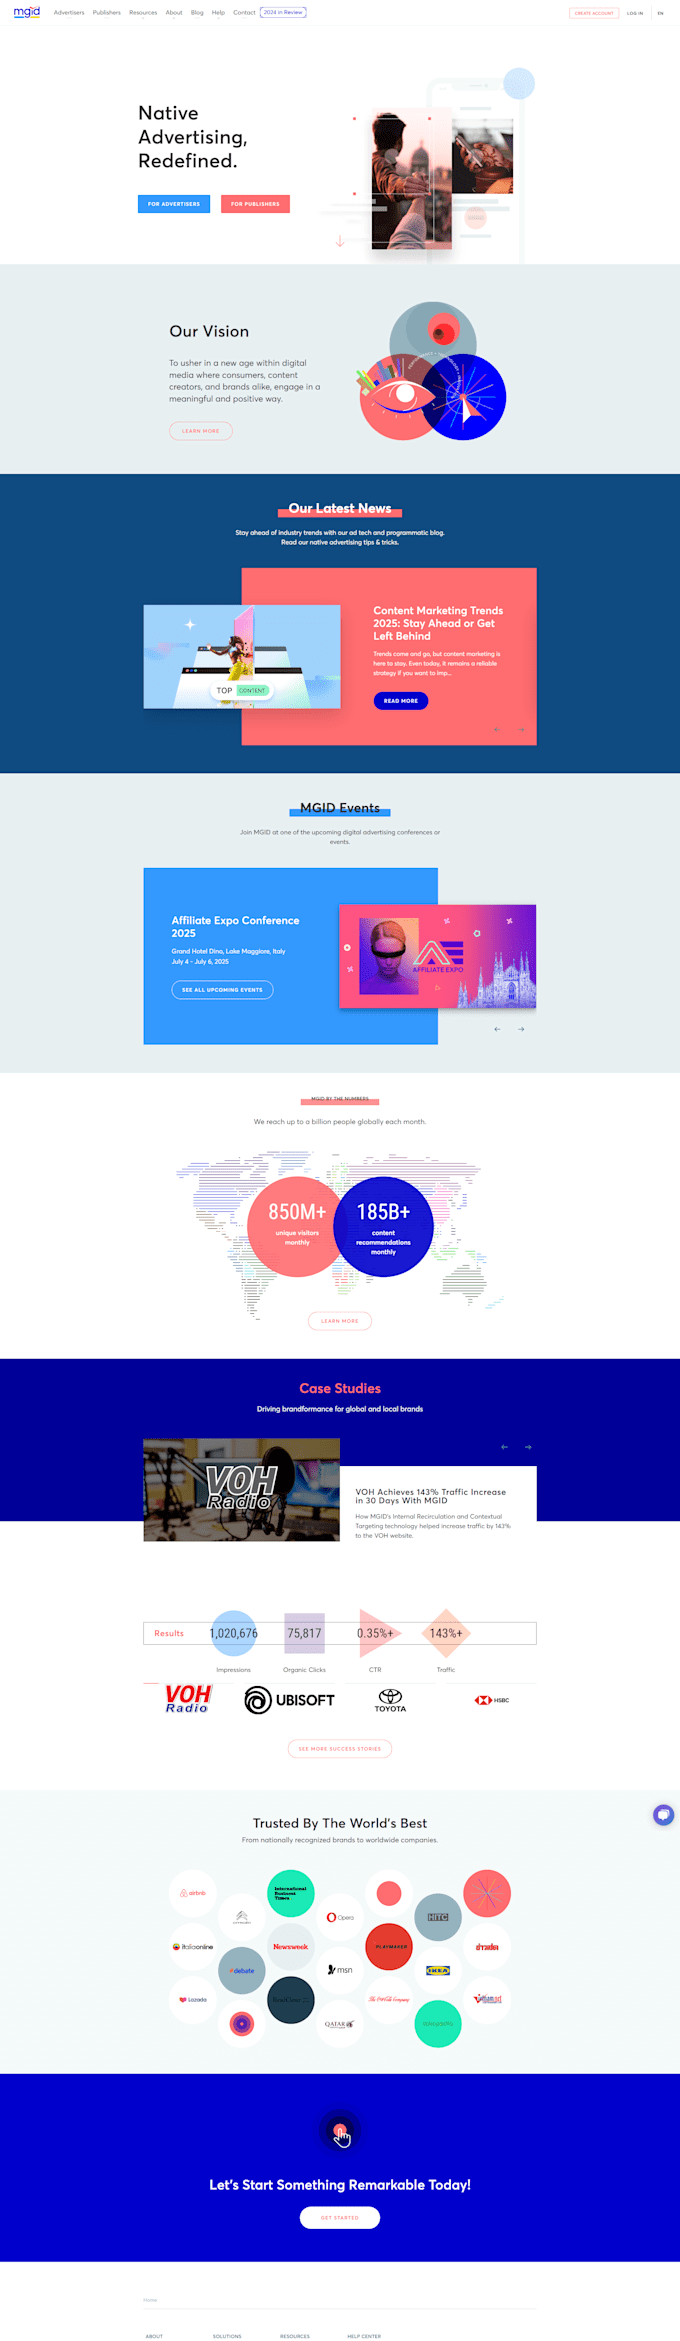 mgid
Advertisers Publishers Resources About Blog Help Contact 2024 in Review CREATE ACCOUNT LOG IN EN
Native
Advertising,
Redefined.
FOR ADVERTISERS FOR PUBLISHERS
Our Vision
To usher in a new age within digital
media where consumers, content
creators, and brands alike, engage in a
meaningful and positive way.
LEARN MORE
Our Latest News
Stay ahead of industry trends with our ad tech and programmatic blog.
Read our native advertising tips & tricks.
TOP CONTENT
Content Marketing Trends
2025: Stay Ahead or Get
Left Behind
Trends come and go, but content marketing is
here to stay. Even today, it remains a reliable
strategy if you want to imp...
READ MORE
MGID Events
Join MGID at one of the upcoming digital advertising conferences or
events.
Affiliate Expo Conference
2025
Grand Hotel Dino, Lake Maggiore, Italy
July 4 - July 6, 2025
SEE ALL UPCOMING EVENTS
AFFILIATE EXPO
MGID BY THE NUMBERS
We reach up to a billion people globally each month.
850M+
unique visitors
monthly
185B+
content
recommendations
monthly
LEARN MORE
Case Studies
Driving brandformance for global and local brands
VOH
Radio
VOH Achieves 143% Traffic Increase
in 30 Days With MGID
How MGID's Internal Recirculation and Contextual
Targeting technology helped increase traffic by 143%
to the VOH website.
Results 1,020,676 75,817 0.35%+ 143%+
Impressions Organic Clicks CTR Traffic
VOH
Radio
UBISOFT
TOYOTA
HSBC
SEE MORE SUCCESS STORIES
Trusted By The World's Best
From nationally recognized brands to worldwide companies.
airbnb
International
Business
Times
Opera
HITC
italiaonline
Newsweek
PLAYMAKER
#debate
msn
IKEA
Lazada
QATAR
Let's Start Something Remarkable Today!
GET STARTED
Home
ABOUT SOLUTIONS RESOURCES HELP CENTER